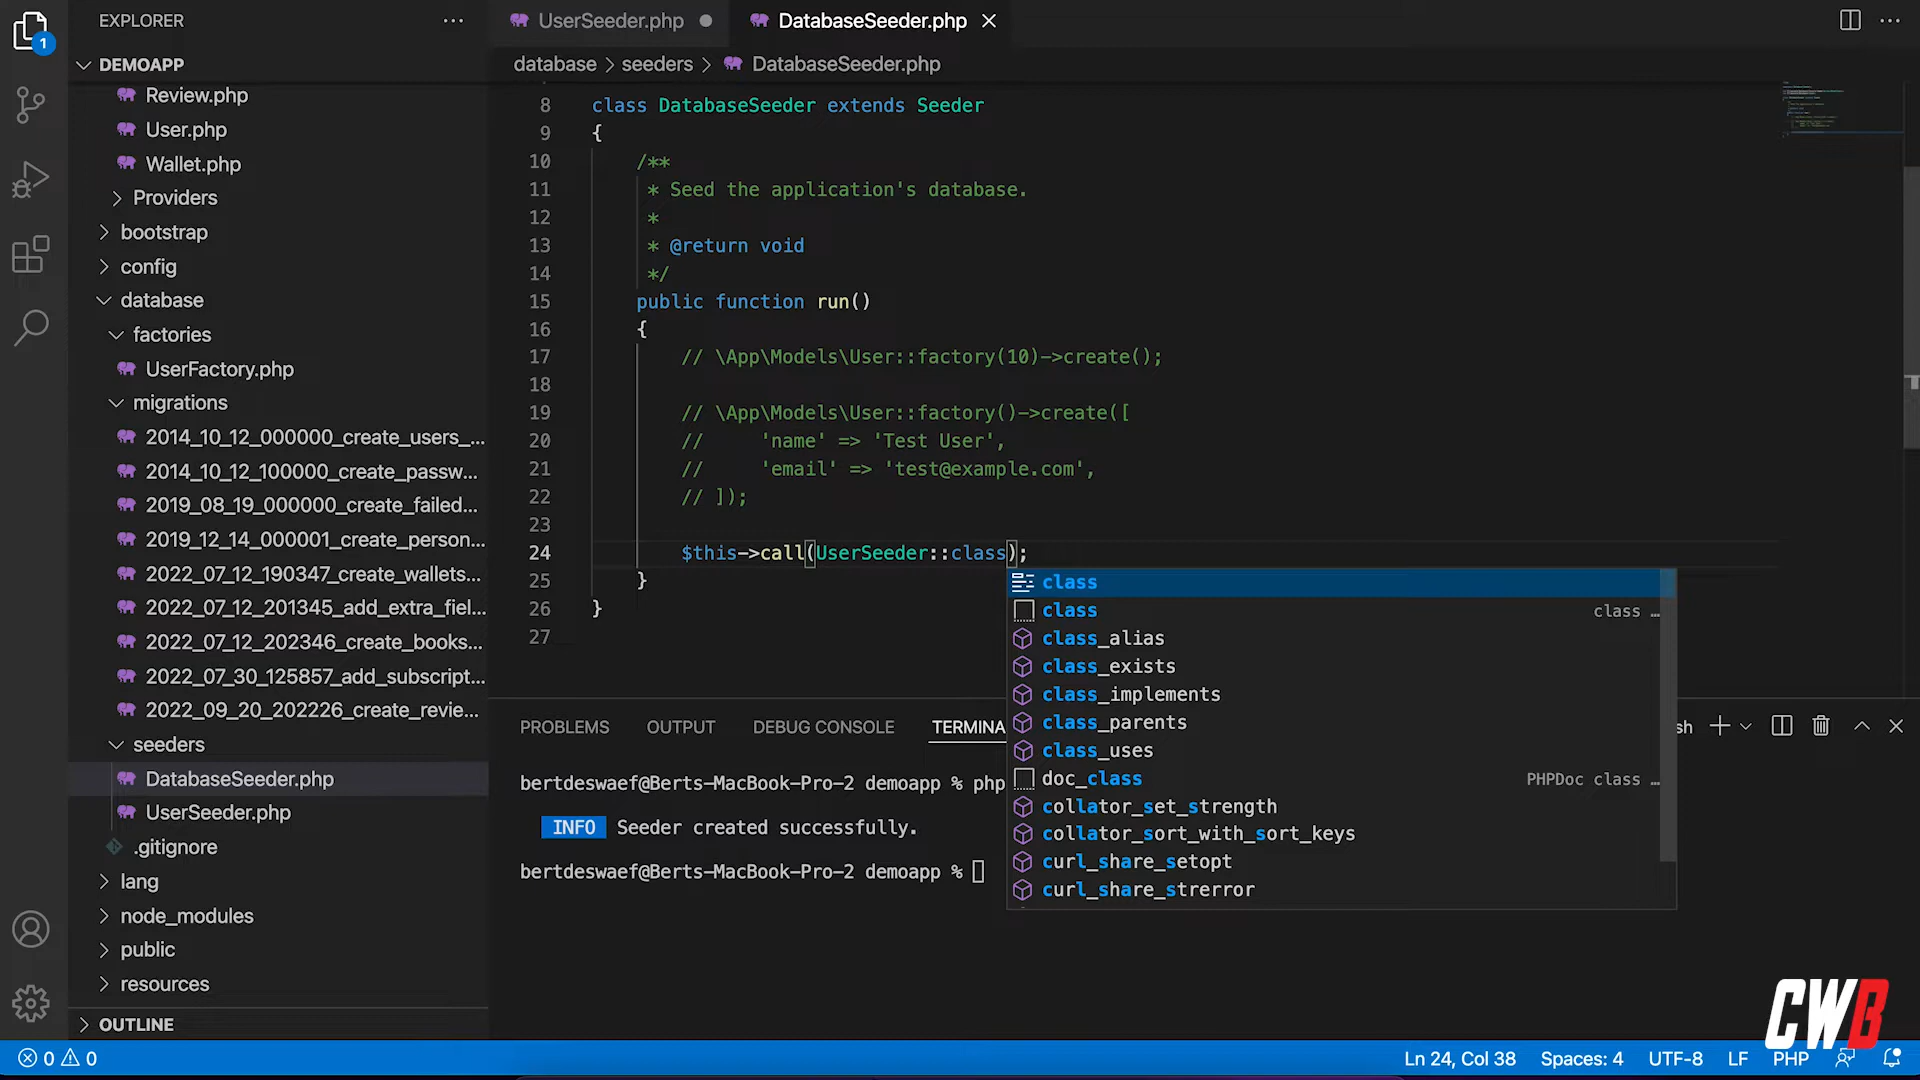 EXPLORER
UserSeeder.php
DatabaseSeeder.php
1
DEMOAPP
database > seeders > DatabaseSeeder.php
Review.php
User.php
Wallet.php
Providers
bootstrap
config
database
factories
UserFactory.php
migrations
2014_10_12_000000_create_users_...
2014_10_12_100000_create_passw...
2019_08_19_000000_create_failed...
2019_12_14_000001_create_person...
2022_07_12_190347_create_wallets...
2022_07_12_201345_add_extra_fiel...
2022_07_12_202346_create_books...
2022_07_30_125857_add_subscript...
2022_09_20_202226_create_revie...
seeders
DatabaseSeeder.php
UserSeeder.php
.gitignore
lang
node_modules
public
resources
OUTLINE
8 class DatabaseSeeder extends Seeder
9 {
10 /**
11 * Seed the application's database.
12 *
13 * @return void
14 */
15 public function run()
16 {
17 // \App\Models\User::factory(10)->create();
18
19 // \App\Models\User::factory()->create([
20 //     'name' => 'Test User',
21 //     'email' => 'test@example.com',
22 // ]);
23
24 $this->call(UserSeeder::class);
25 }
26 }
27
class
class class ...
class_alias
class_exists
class_implements
class_parents
class_uses
doc_class PHPDoc class ...
collator_set_strength
collator_sort_with_sort_keys
curl_share_setopt
curl_share_strerror
PROBLEMS OUTPUT DEBUG CONSOLE TERMINA sh
bertdeswaef@Berts-MacBook-Pro-2 demoapp % php
INFO Seeder created successfully.
bertdeswaef@Berts-MacBook-Pro-2 demoapp %
CWB
0 0 Ln 24, Col 38 Spaces: 4 UTF-8 LF PHP